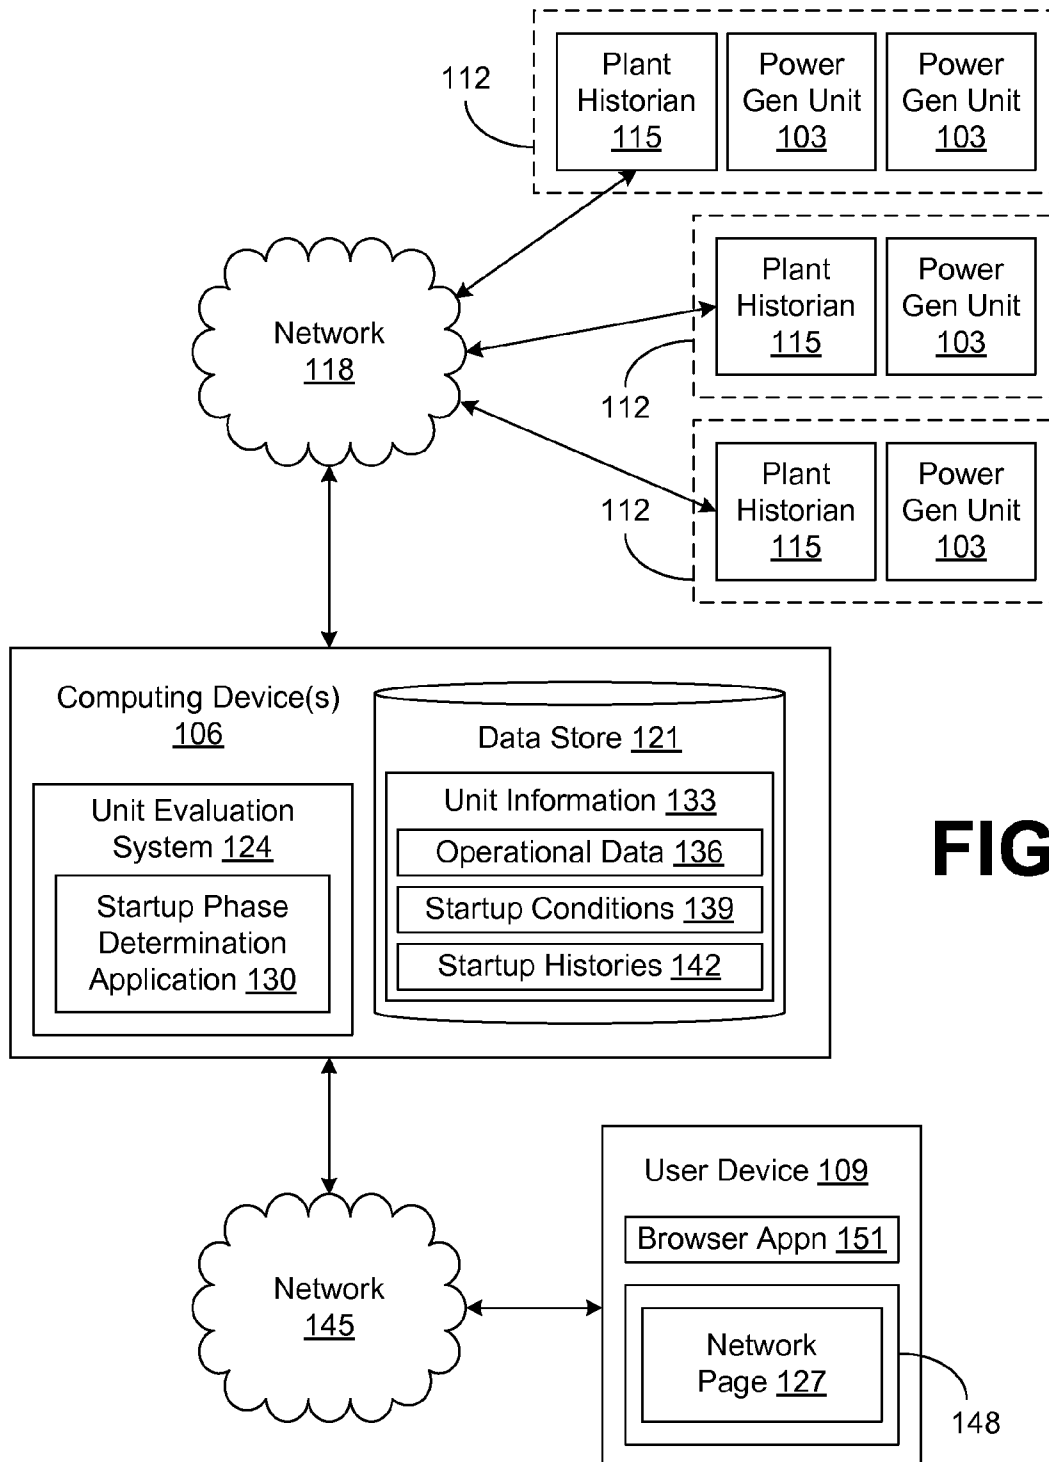 Plant
Historian
115
Power
Gen Unit
103
Power
Gen Unit
103
112
Plant
Historian
115
Power
Gen Unit
103
112
Network
118
Plant
Historian
115
Power
Gen Unit
103
112
Computing Device(s)
106
Data Store 121
Unit Evaluation
System 124
Startup Phase
Determination
Application 130
Unit Information 133
Operational Data 136
Startup Conditions 139
Startup Histories 142
FIG
Network
145
User Device 109
Browser Appn 151
Network
Page 127
148